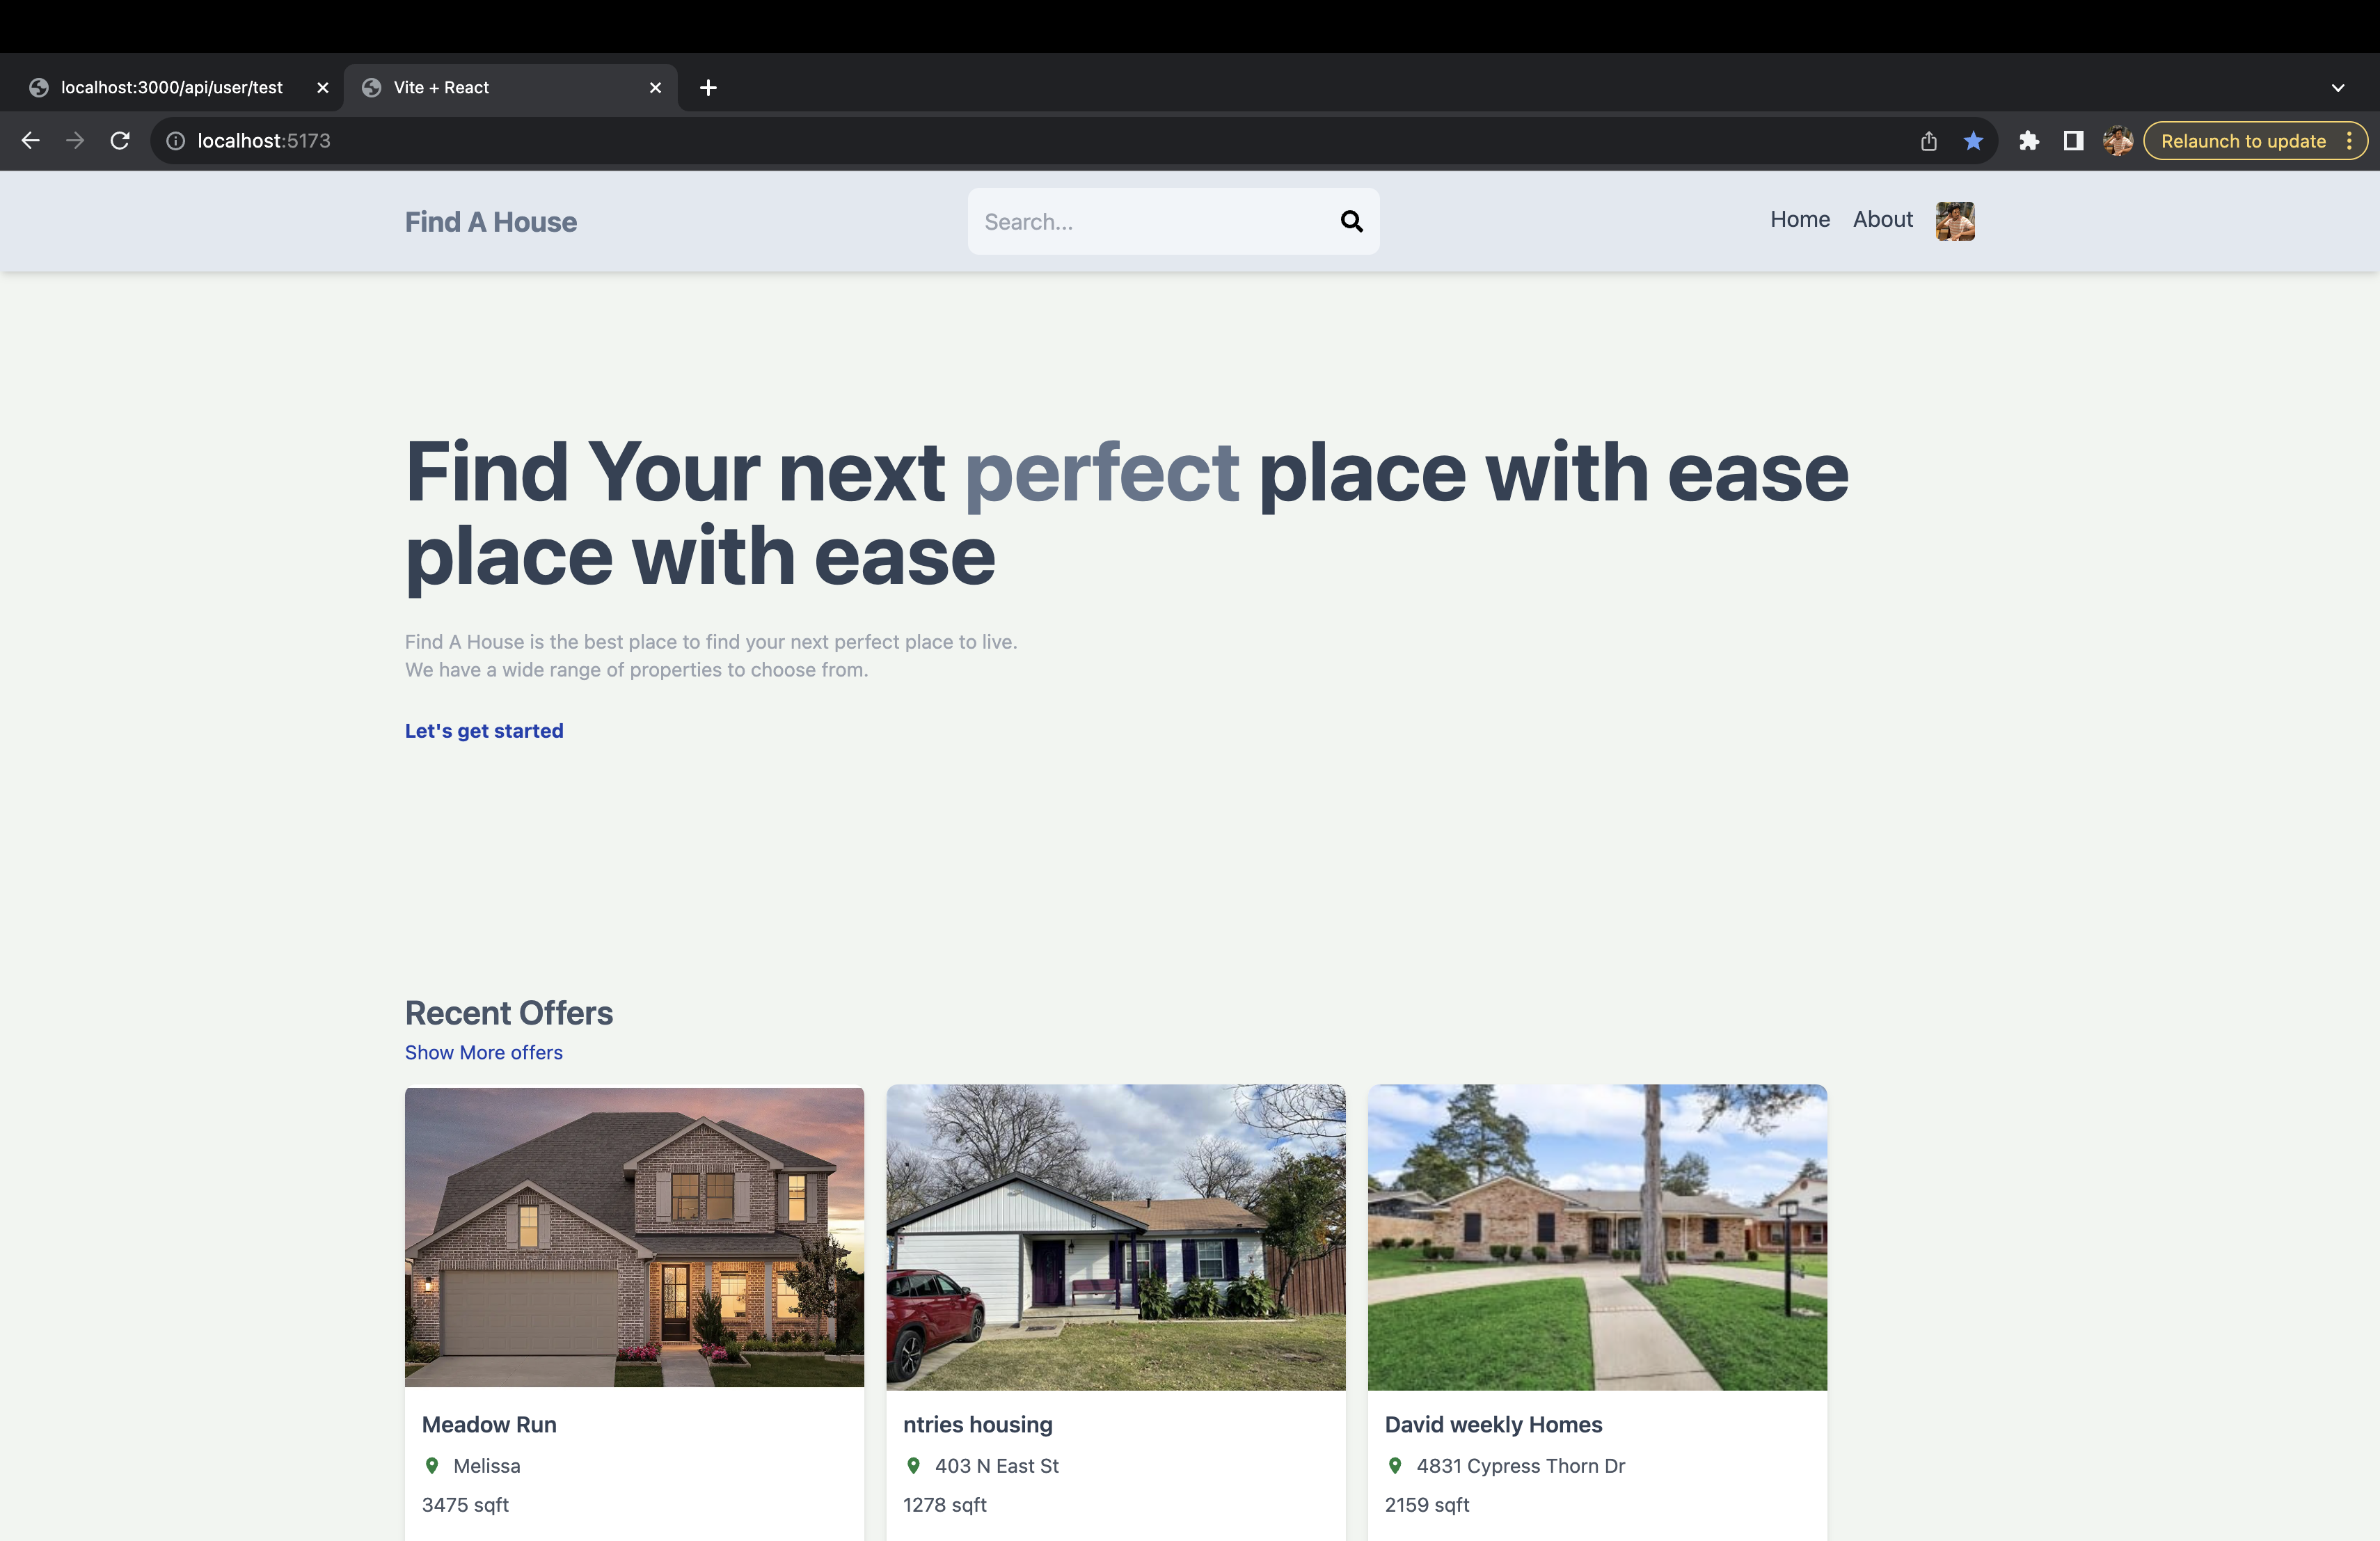 localhost:3000/api/user/test
Vite + React
localhost:5173
Relaunch to update
Find A House
Search...
Home
About
Find Your next perfect place with ease
place with ease
Find A House is the best place to find your next perfect place to live.
We have a wide range of properties to choose from.
Let's get started
Recent Offers
Show More offers
Meadow Run
Melissa
3475 sqft
ntries housing
403 N East St
1278 sqft
David weekly Homes
4831 Cypress Thorn Dr
2159 sqft